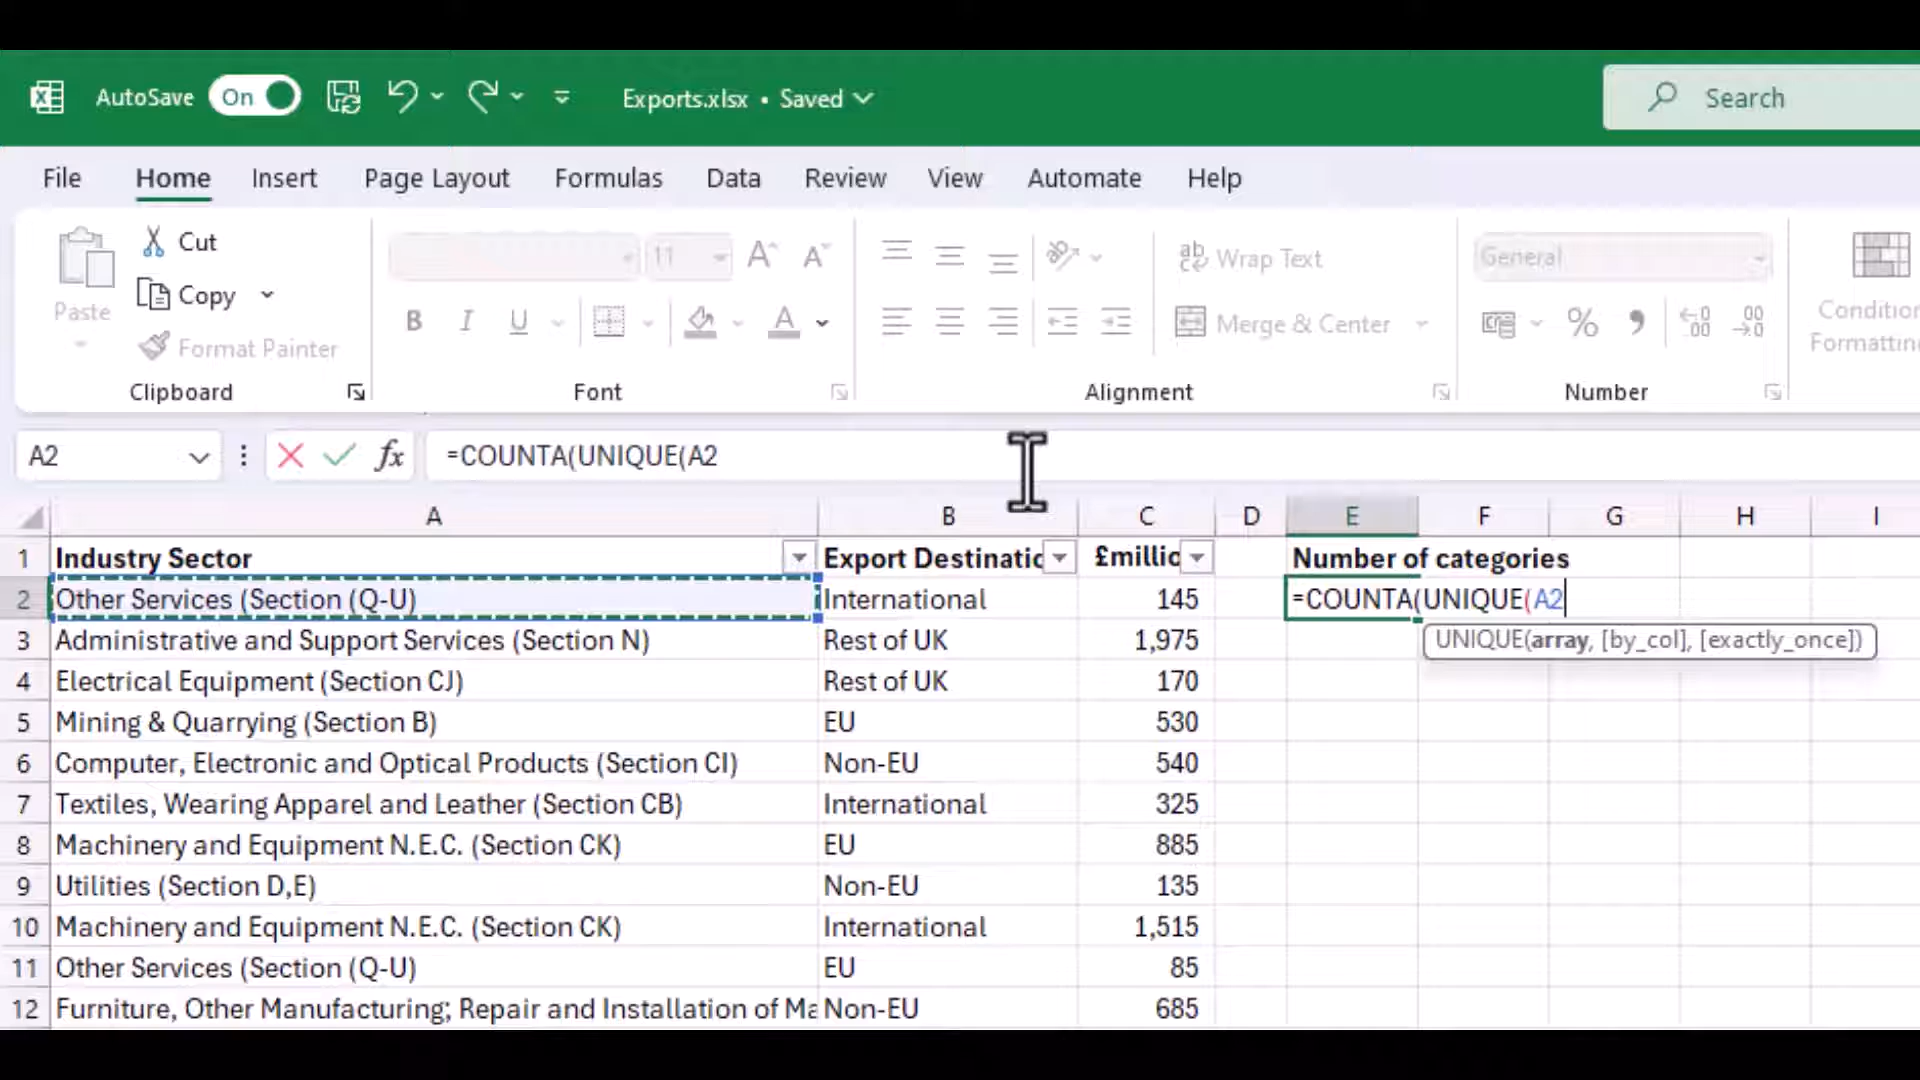 AutoSave On Exports.xlsx • Saved Search
File Home Insert Page Layout Formulas Data Review View Automate Help
Paste Cut Copy Format Painter
11
B I U A
ab Wrap Text
Merge & Center
General
Condition
Formatting
Clipboard Font Alignment Number
A2 fx =COUNTA(UNIQUE(A2
A B C D E F G H I
1 Industry Sector Export Destinatic £millic Number of categories
2 Other Services (Section (Q-U) International 145 =COUNTA(UNIQUE(A2
UNIQUE(array, [by_col], [exactly_once])
3 Administrative and Support Services (Section N) Rest of UK 1,975
4 Electrical Equipment (Section CJ) Rest of UK 170
5 Mining & Quarrying (Section B) EU 530
6 Computer, Electronic and Optical Products (Section CI) Non-EU 540
7 Textiles, Wearing Apparel and Leather (Section CB) International 325
8 Machinery and Equipment N.E.C. (Section CK) EU 885
9 Utilities (Section D,E) Non-EU 135
10 Machinery and Equipment N.E.C. (Section CK) International 1,515
11 Other Services (Section (Q-U) EU 85
12 Furniture, Other Manufacturing; Repair and Installation of Ma Non-EU 685